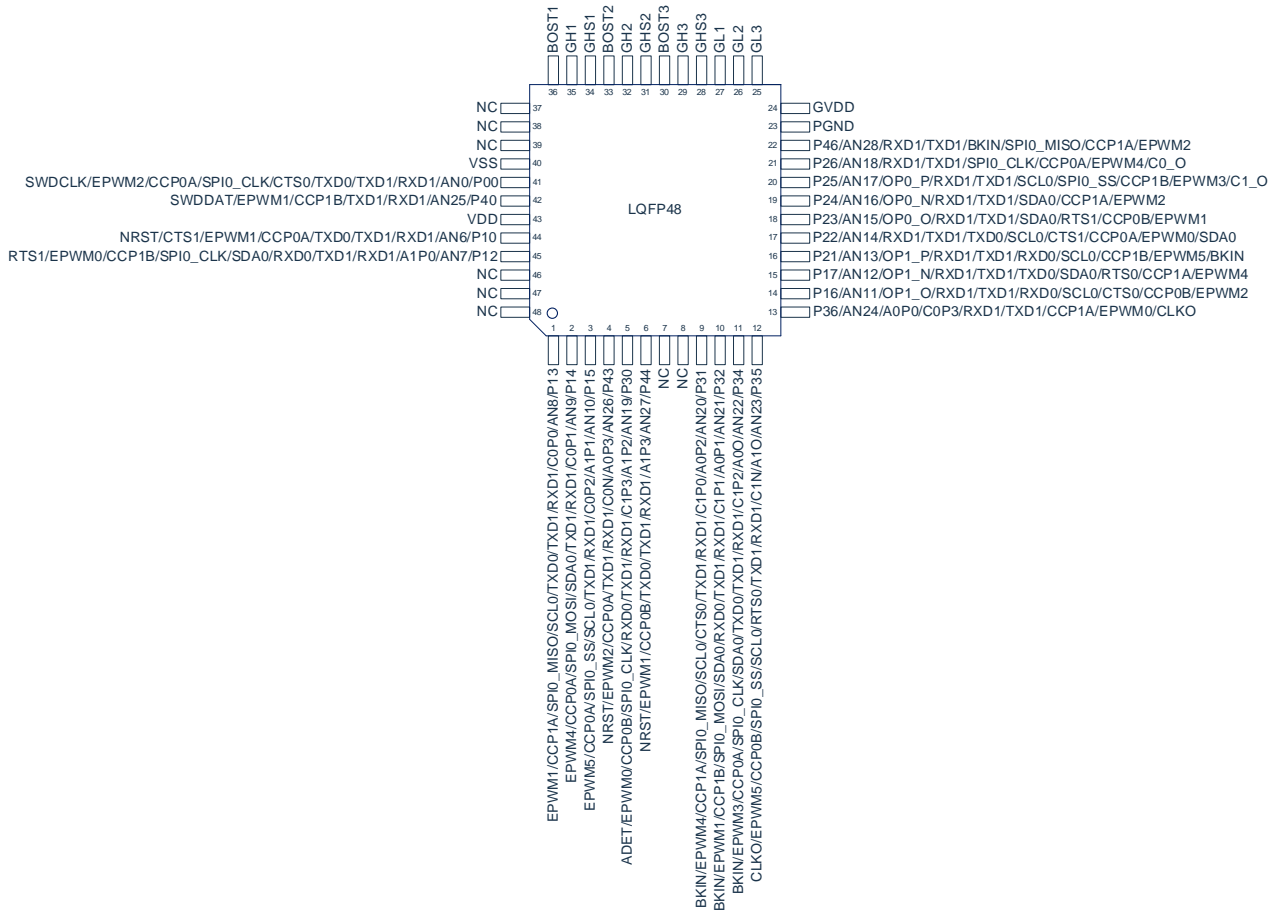 BOST1
GH1
GHS1
BOST2
GH2
GHS2
BOST3
GH3
GHS3
GL1
GL2
GL3
36
35
34
33
32
31
30
29
28
27
26
25
NC 37
NC 38
NC 39
VSS 40
SWDCLK/EPWM2/CCP0A/SPI0_CLK/CTS0/TXD0/TXD1/RXD1/AN0/P00 41
SWDDAT/EPWM1/CCP1B/TXD1/RXD1/AN25/P40 42
VDD 43
NRST/CTS1/EPWM1/CCP0A/TXD0/TXD1/RXD1/AN6/P10 44
RTS1/EPWM0/CCP1B/SPI0_CLK/SDA0/RXD0/TXD1/RXD1/A1P0/AN7/P12 45
NC 46
NC 47
NC 48
LQFP48
24 GVDD
23 PGND
22 P46/AN28/RXD1/TXD1/BKIN/SPI0_MISO/CCP1A/EPWM2
21 P26/AN18/RXD1/TXD1/SPI0_CLK/CCP0A/EPWM4/C0_O
20 P25/AN17/OP0_P/RXD1/TXD1/SCL0/SPI0_SS/CCP1B/EPWM3/C1_O
19 P24/AN16/OP0_N/RXD1/TXD1/SDA0/CCP1A/EPWM2
18 P23/AN15/OP0_O/RXD1/TXD1/SDA0/RTS1/CCP0B/EPWM1
17 P22/AN14/RXD1/TXD1/TXD0/SCL0/CTS1/CCP0A/EPWM0/SDA0
16 P21/AN13/OP1_P/RXD1/TXD1/RXD0/SCL0/CCP1B/EPWM5/BKIN
15 P17/AN12/OP1_N/RXD1/TXD1/TXD0/SDA0/RTS0/CCP1A/EPWM4
14 P16/AN11/OP1_O/RXD1/TXD1/RXD0/SCL0/CTS0/CCP0B/EPWM2
13 P36/AN24/A0P0/C0P3/RXD1/TXD1/CCP1A/EPWM0/CLKO
1
2
3
4
5
6
7
8
9
10
11
12
EPWM1/CCP1A/SPI0_MISO/SCL0/TXD0/TXD1/RXD1/C0P0/AN8/P13
EPWM4/CCP0A/SPI0_MOSI/SDA0/TXD1/RXD1/C0P1/AN9/P14
EPWM5/CCP0A/SPI0_SS/SCL0/TXD1/RXD1/C0P2/A1P1/AN10/P15
NRST/EPWM2/CCP0A/TXD1/RXD1/C0N/A0P3/AN26/P43
ADET/EPWM0/CCP0B/SPI0_CLK/RXD0/TXD1/RXD1/C1P3/A1P2/AN19/P30
NRST/EPWM1/CCP0B/TXD0/TXD1/RXD1/A1P3/AN27/P44
NC
NC
BKIN/EPWM4/CCP1A/SPI0_MISO/SCL0/CTS0/TXD1/RXD1/C1P0/A0P2/AN20/P31
BKIN/EPWM1/CCP1B/SPI0_MOSI/SDA0/RXD0/TXD1/RXD1/C1P1/A0P1/AN21/P32
BKIN/EPWM3/CCP0A/SPI0_CLK/SDA0/TXD0/TXD1/RXD1/C1P2/A0O/AN22/P34
CLKO/EPWM5/CCP0B/SPI0_SS/SCL0/RTS0/TXD1/RXD1/C1N/A1O/AN23/P35